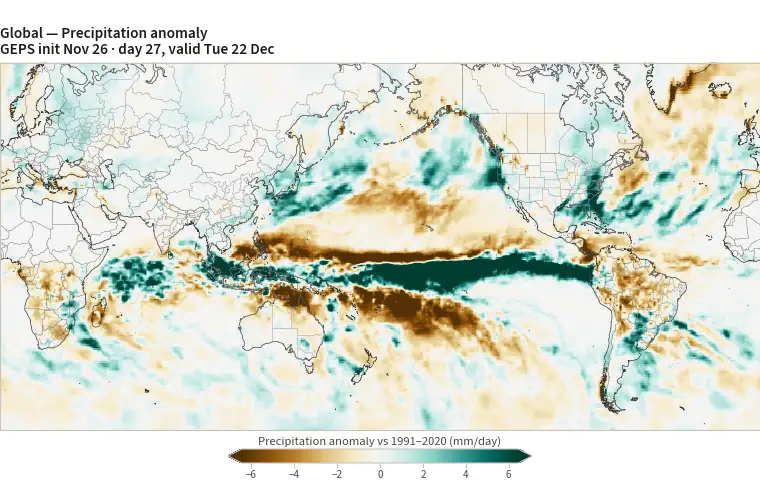 Global — Precipitation anomaly
GEPS init Nov 26 · day 27, valid Tue 22 Dec
Precipitation anomaly vs 1991–2020 (mm/day)
−6 −4 −2 0 2 4 6